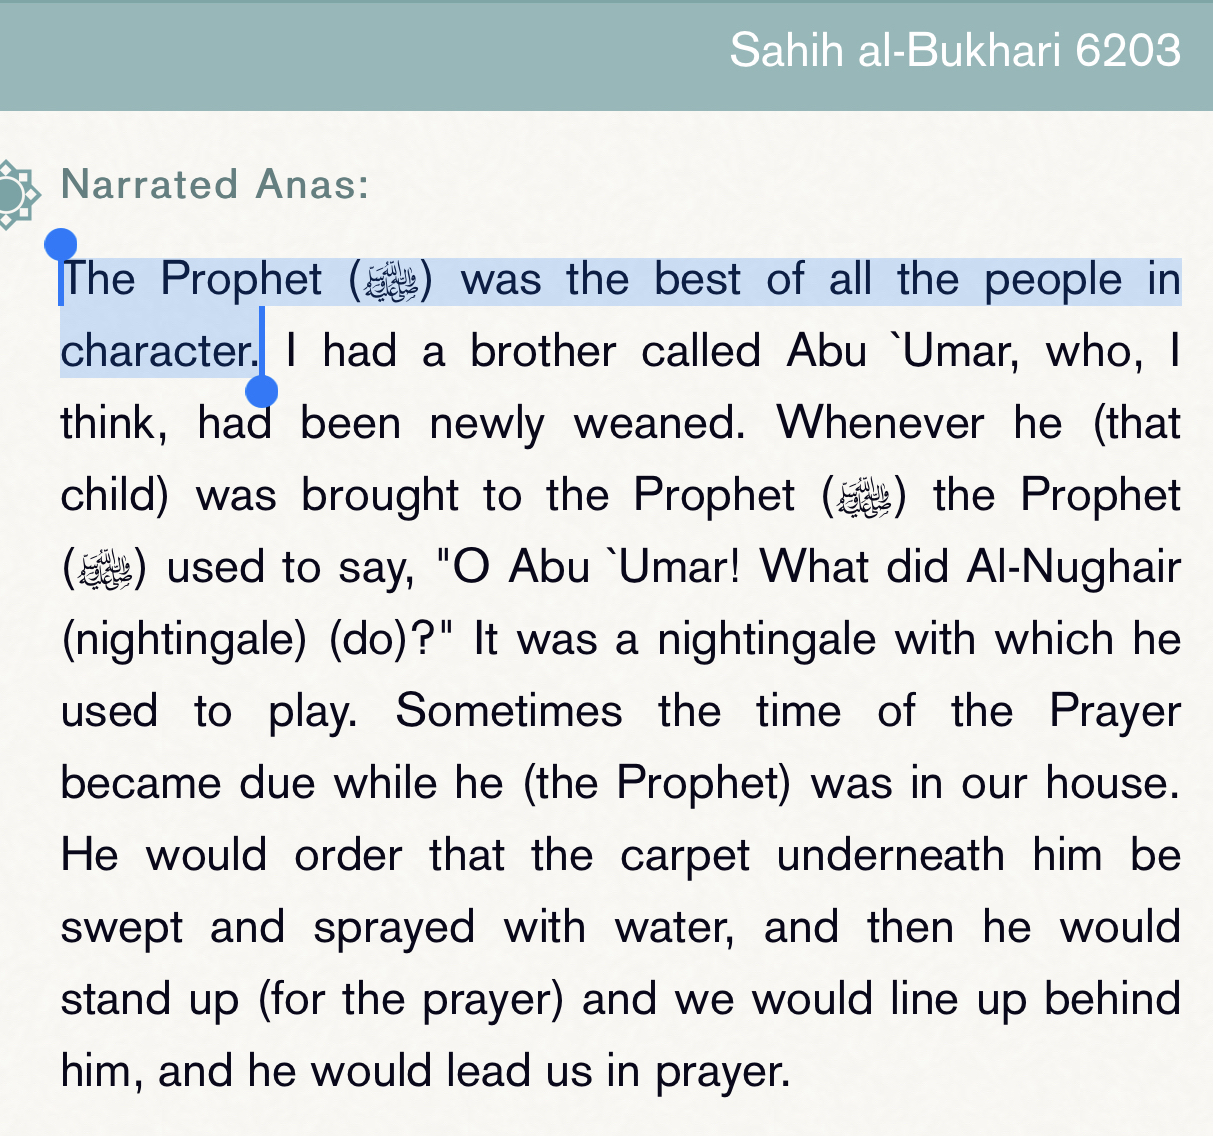 Sahih al-Bukhari 6203
Narrated Anas:
The Prophet (ﷺ) was the best of all the people in
character. I had a brother called Abu `Umar, who, I
think, had been newly weaned. Whenever he (that
child) was brought to the Prophet (ﷺ) the Prophet
(ﷺ) used to say, "O Abu `Umar! What did Al-Nughair
(nightingale) (do)?" It was a nightingale with which he
used to play. Sometimes the time of the Prayer
became due while he (the Prophet) was in our house.
He would order that the carpet underneath him be
swept and sprayed with water, and then he would
stand up (for the prayer) and we would line up behind
him, and he would lead us in prayer.